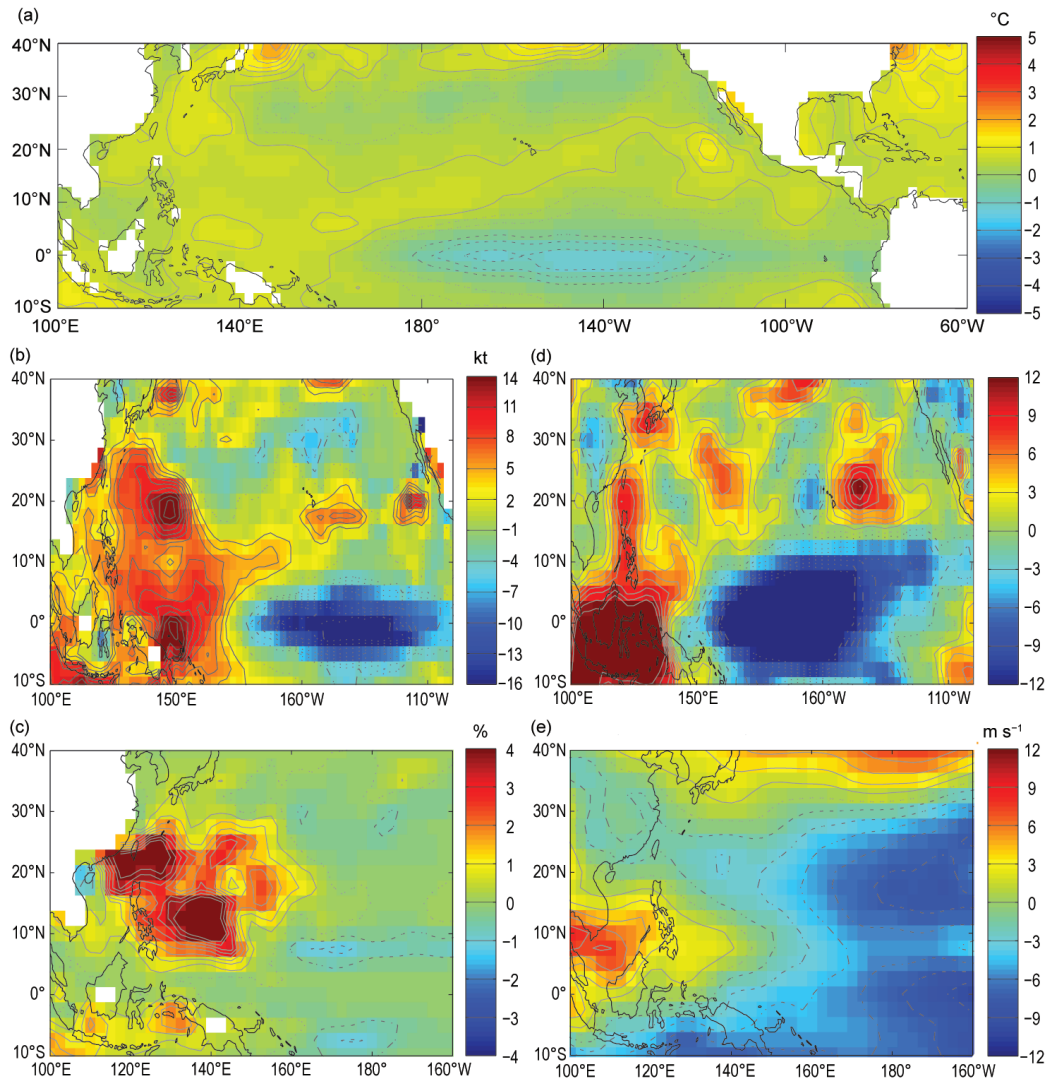 (a)
°C
40°N
30°N
20°N
10°N
0°
10°S
100°E
140°E
180°
140°W
100°W
60°W
5
4
3
2
1
0
−1
−2
−3
−4
−5
(b)
kt
40°N
30°N
20°N
10°N
0°
10°S
100°E
150°E
160°W
110°W
14
11
8
5
2
−1
−4
−7
−10
−13
−16
(d)
40°N
30°N
20°N
10°N
0°
10°S
100°E
150°E
160°W
110°W
12
9
6
3
0
−3
−6
−9
−12
(c)
%
40°N
30°N
20°N
10°N
0°
10°S
100°E
120°E
140°E
160°E
180°
160°W
4
3
2
1
0
−1
−2
−3
−4
(e)
m s⁻¹
40°N
30°N
20°N
10°N
0°
10°S
100°E
120°E
140°E
160°E
180°
160°W
12
9
6
3
0
−3
−6
−9
−12